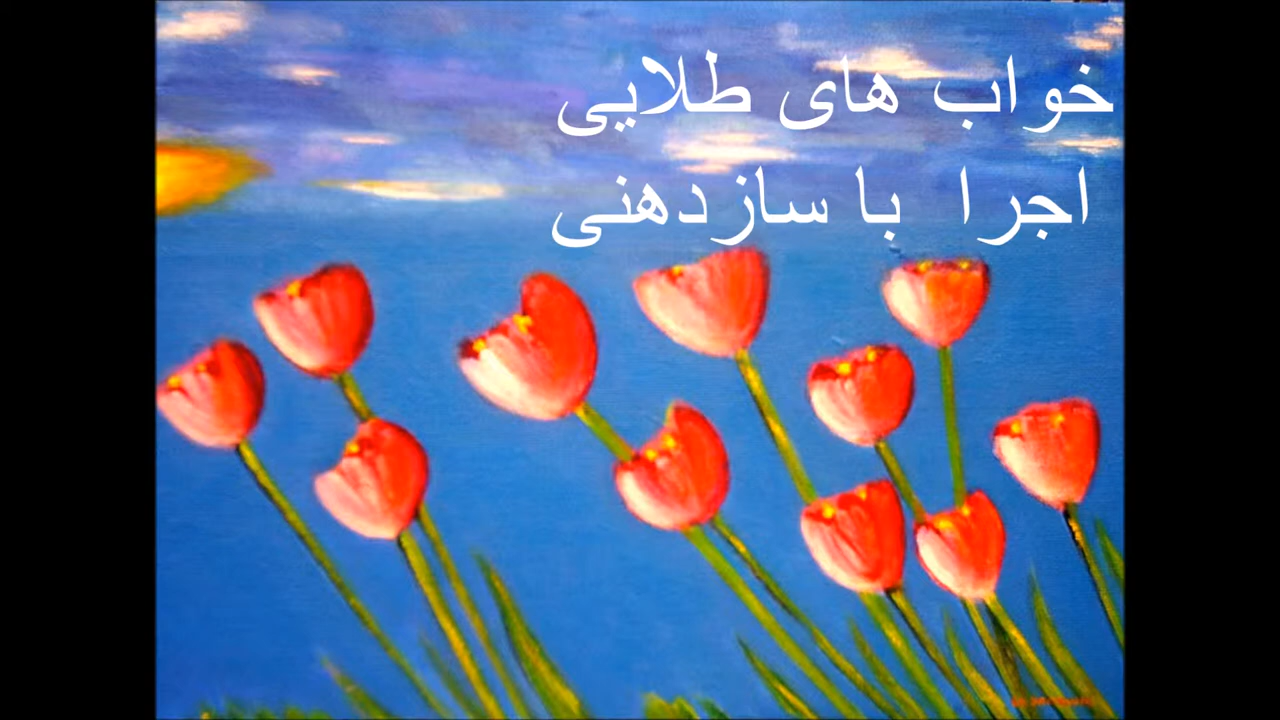 خواب های طلایی
اجرا با سازدهنی